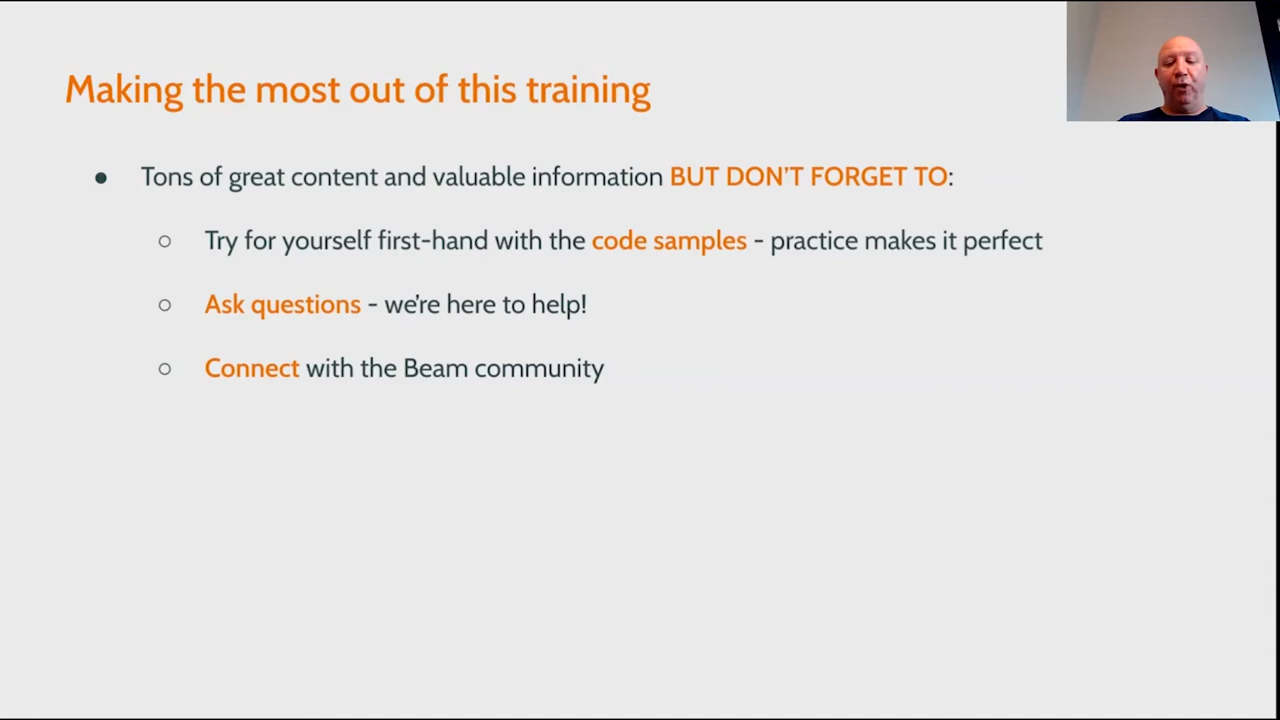 Making the most out of this training
● Tons of great content and valuable information BUT DON'T FORGET TO:
○ Try for yourself first-hand with the code samples - practice makes it perfect
○ Ask questions - we're here to help!
○ Connect with the Beam community